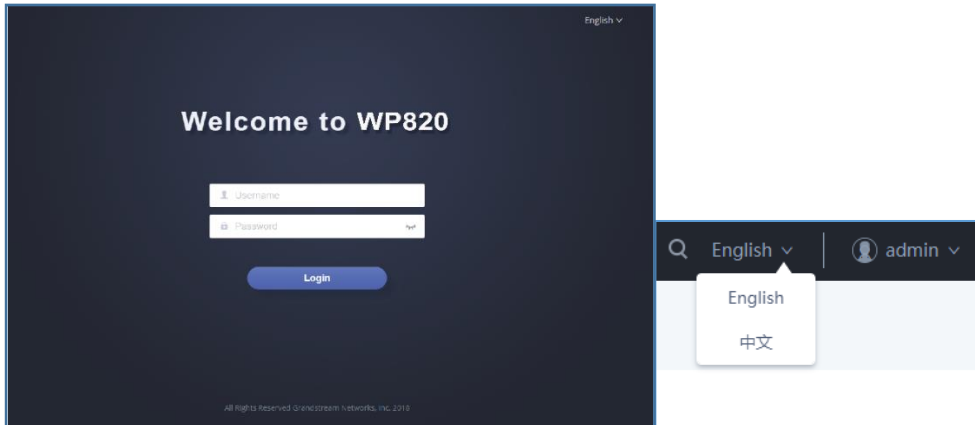 English
Welcome to WP820
Username
Password
Login
All Rights Reserved Grandstream Networks, Inc. 2018
English
admin
English
中文